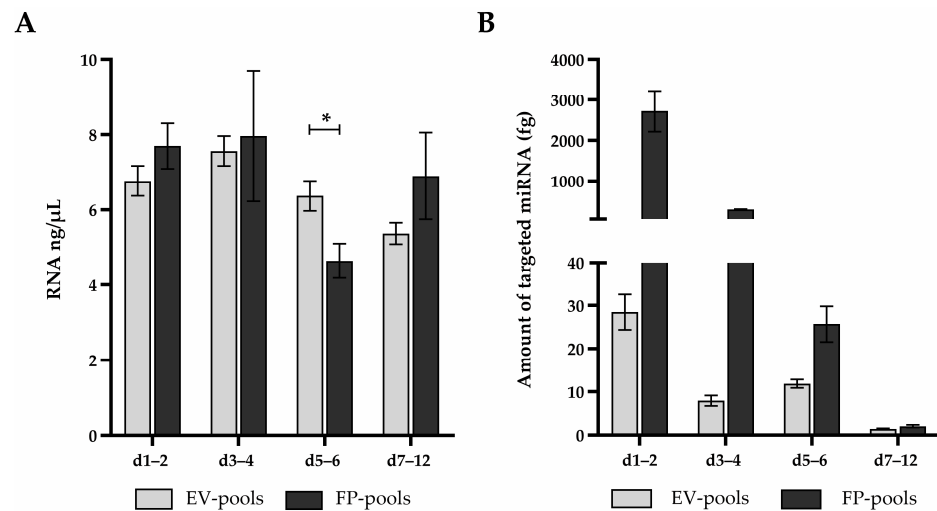 A
RNA ng/μL
10
8
6
4
2
0
*
d1–2 d3–4 d5–6 d7–12
EV-pools FP-pools
B
Amount of targeted miRNA (fg)
4000
3000
2000
1000
40
30
20
10
0
d1–2 d3–4 d5–6 d7–12
EV-pools FP-pools